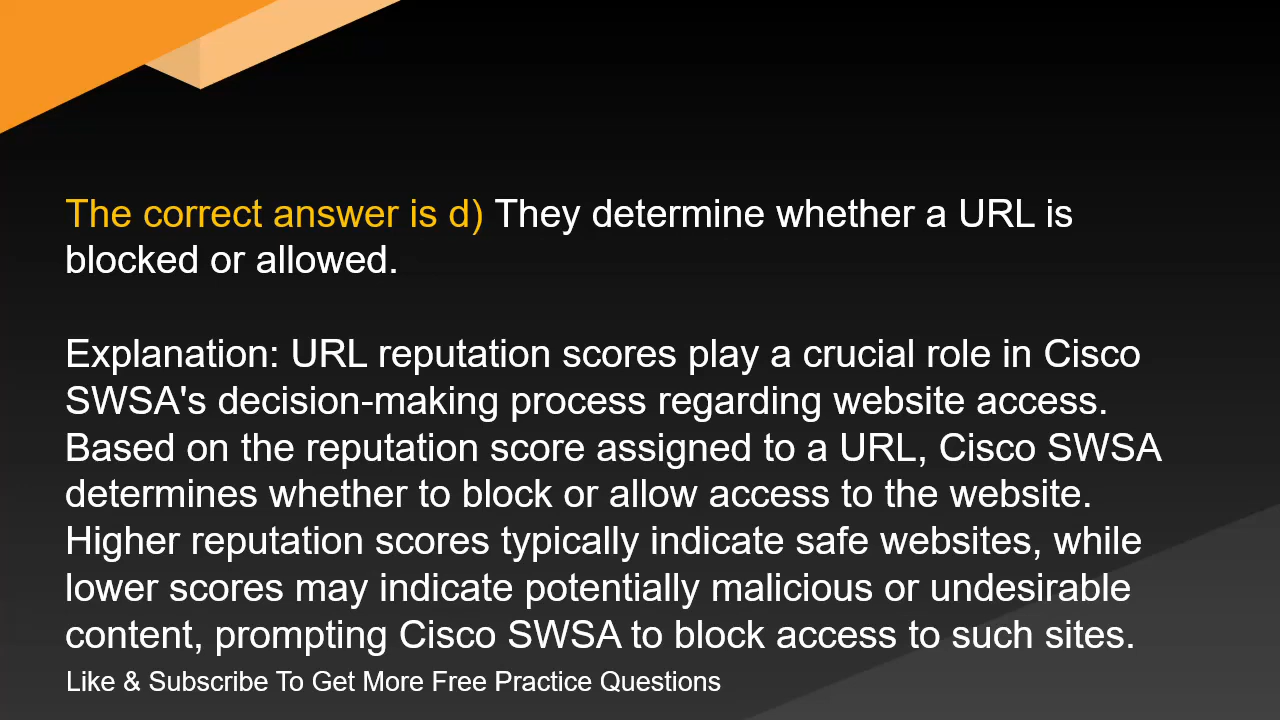 The correct answer is d) They determine whether a URL is
blocked or allowed.
Explanation: URL reputation scores play a crucial role in Cisco
SWSA's decision-making process regarding website access.
Based on the reputation score assigned to a URL, Cisco SWSA
determines whether to block or allow access to the website.
Higher reputation scores typically indicate safe websites, while
lower scores may indicate potentially malicious or undesirable
content, prompting Cisco SWSA to block access to such sites.
Like & Subscribe To Get More Free Practice Questions